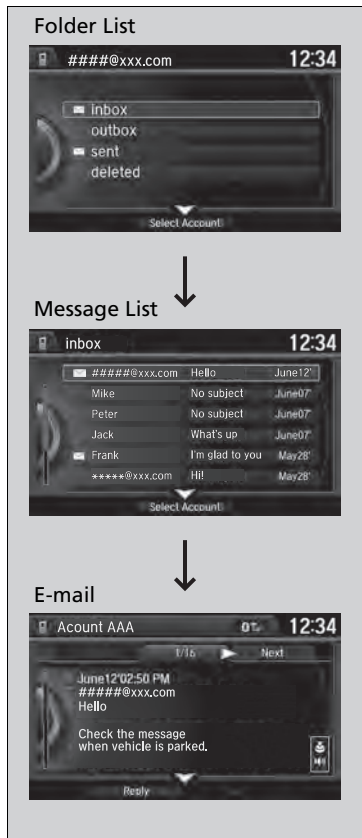 Folder List
####@xxx.com 12:34
inbox
outbox
sent
deleted
Select Account
Message List
inbox 12:34
#####@xxx.com Hello June12'
Mike No subject June07'
Peter No subject June07'
Jack What's up June07'
Frank I'm glad to you May28'
*****@xxx.com Hi! May28'
Select Account
E-mail
Acount AAA 12:34
1/16 Next
June12'02:50 PM
#####@xxx.com
Hello
Check the message
when vehicle is parked.
Reply